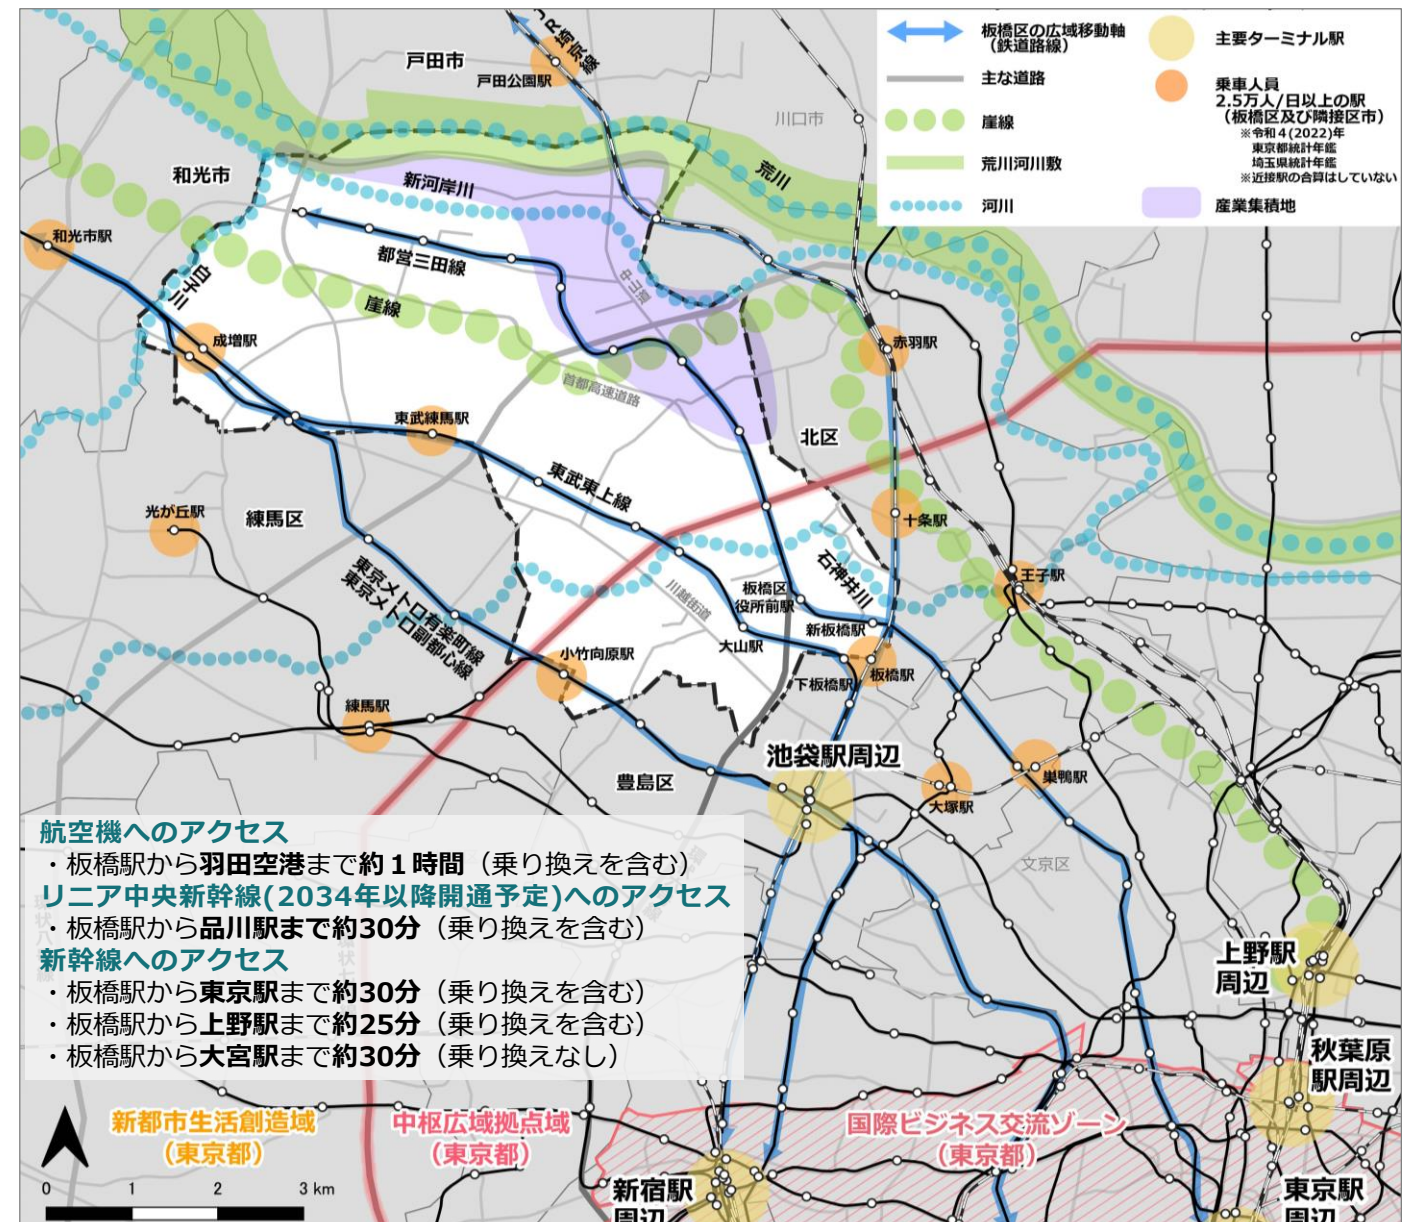 板橋区の広域移動軸
（鉄道路線）
主な道路
崖線
荒川河川敷
河川
主要ターミナル駅
乗車人員
2.5万人/日以上の駅
（板橋区及び隣接区市）
※令和４(2022)年
東京都統計年鑑
埼玉県統計年鑑
※近接駅の合算はしていない
産業集積地
JR埼京線
戸田市
戸田公園駅
川口市
和光市
新河岸川
荒川
和光市駅
都営三田線
中山道
白子川
崖線
成増駅
赤羽駅
首都高速道路
東武練馬駅
北区
東武東上線
光が丘駅
練馬区
十条駅
石神井川
王子駅
東京メトロ有楽町線
東京メトロ副都心線
川越街道
板橋区
役所前駅
新板橋駅
大山駅
小竹向原駅
下板橋駅
板橋駅
練馬駅
池袋駅周辺
豊島区
巣鴨駅
大塚駅
文京区
航空機へのアクセス
・板橋駅から羽田空港まで約１時間（乗り換えを含む）
リニア中央新幹線(2034年以降開通予定)へのアクセス
・板橋駅から品川駅まで約30分（乗り換えを含む）
新幹線へのアクセス
・板橋駅から東京駅まで約30分（乗り換えを含む）
・板橋駅から上野駅まで約25分（乗り換えを含む）
・板橋駅から大宮駅まで約30分（乗り換えなし）
上野駅
周辺
秋葉原
駅周辺
新都市生活創造域
（東京都）
中枢広域拠点域
（東京都）
国際ビジネス交流ゾーン
（東京都）
新宿駅
周辺
東京駅
周辺
0 1 2 3 km